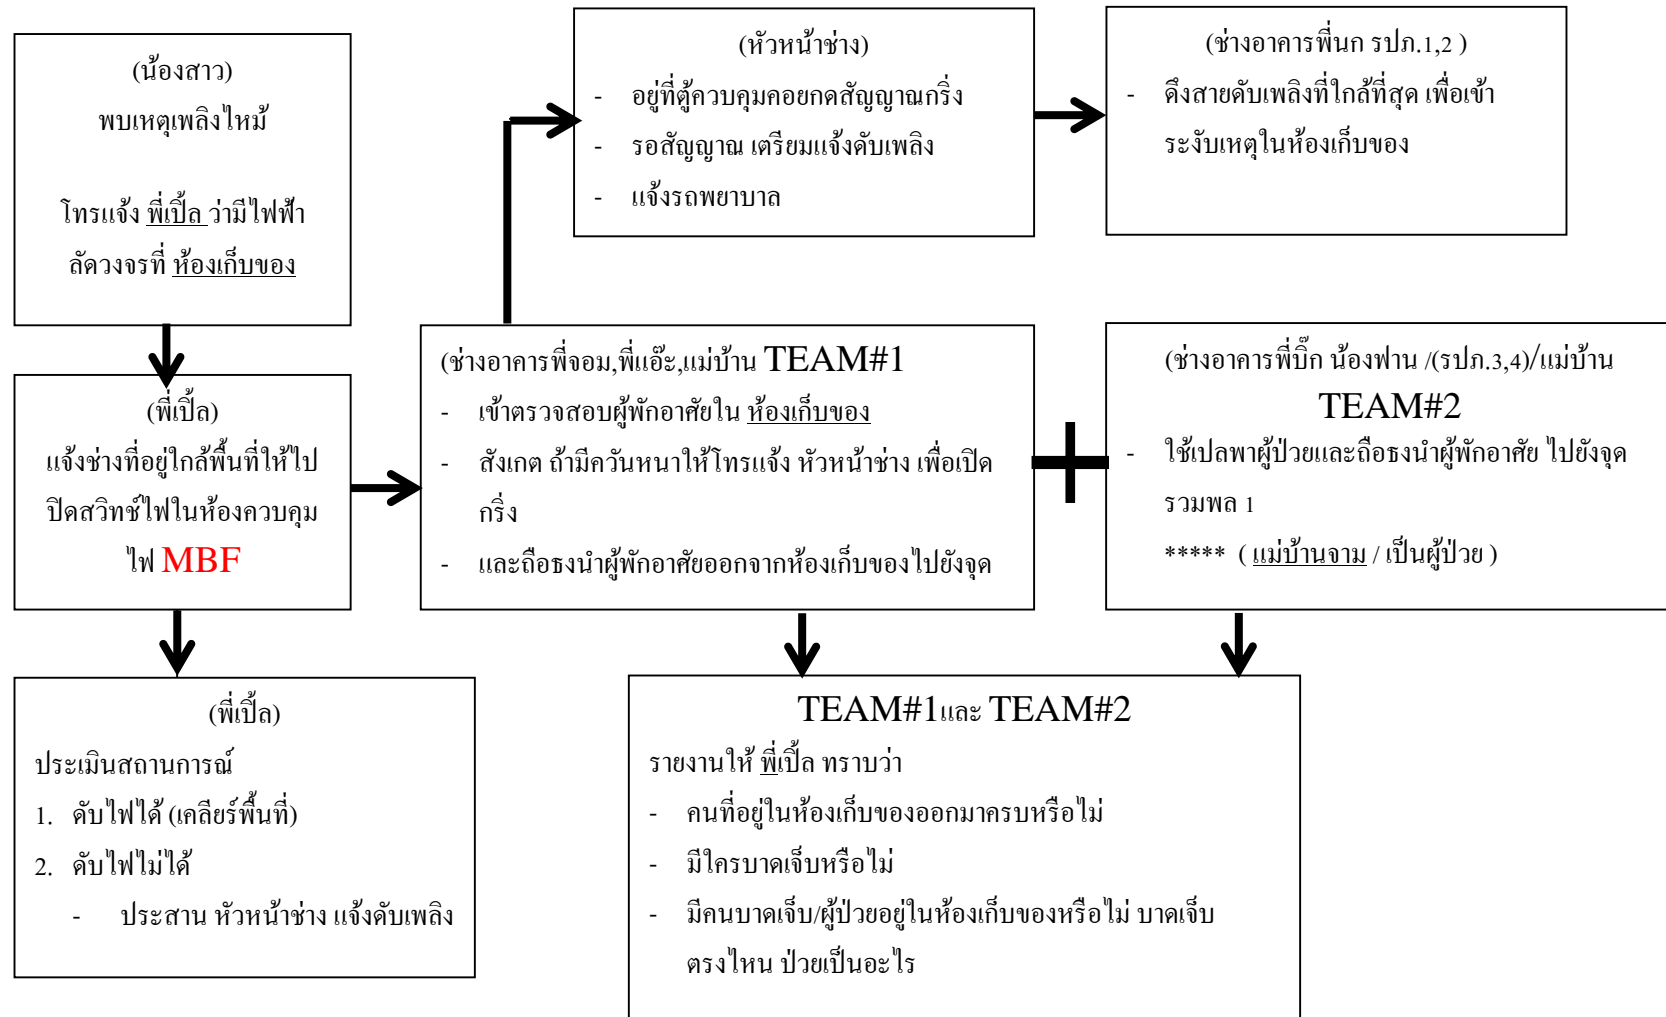 (น้องสาว)
พบเหตุเพลิงไหม้
โทรแจ้ง พี่เปิ้ล ว่ามีไฟฟ้า
ลัดวงจรที่ ห้องเก็บของ
(หัวหน้าช่าง)
- อยู่ที่ตู้ควบคุมคอยกดสัญญาณกริ่ง
- รอสัญญาณ เตรียมแจ้งดับเพลิง
- แจ้งรถพยาบาล
(ช่างอาคารพี่นก รปภ.1,2 )
- ดึงสายดับเพลิงที่ใกล้ที่สุด เพื่อเข้า
ระงับเหตุในห้องเก็บของ
(พี่เปิ้ล)
แจ้งช่างที่อยู่ใกล้พื้นที่ให้ไป
ปิดสวิทช์ไฟในห้องควบคุม
ไฟ MBF
(ช่างอาคารพี่จอม,พี่แอ๊ะ,แม่บ้าน TEAM#1
- เข้าตรวจสอบผู้พักอาศัยใน ห้องเก็บของ
- สังเกต ถ้ามีควันหนาให้โทรแจ้ง หัวหน้าช่าง เพื่อเปิด
กริ่ง
- และถือธงนำผู้พักอาศัยออกจากห้องเก็บของไปยังจุด
(ช่างอาคารพี่บิ๊ก น้องฟาน /(รปภ.3,4)/แม่บ้าน
TEAM#2
- ใช้เปลพาผู้ป่วยและถือธงนำผู้พักอาศัย ไปยังจุด
รวมพล 1
***** ( แม่บ้านจาม / เป็นผู้ป่วย )
(พี่เปิ้ล)
ประเมินสถานการณ์
1. ดับไฟได้ (เคลียร์พื้นที่)
2. ดับไฟไม่ได้
- ประสาน หัวหน้าช่าง แจ้งดับเพลิง
TEAM#1และ TEAM#2
รายงานให้ พี่เปิ้ล ทราบว่า
- คนที่อยู่ในห้องเก็บของออกมาครบหรือไม่
- มีใครบาดเจ็บหรือไม่
- มีคนบาดเจ็บ/ผู้ป่วยอยู่ในห้องเก็บของหรือไม่ บาดเจ็บ
ตรงไหน ป่วยเป็นอะไร